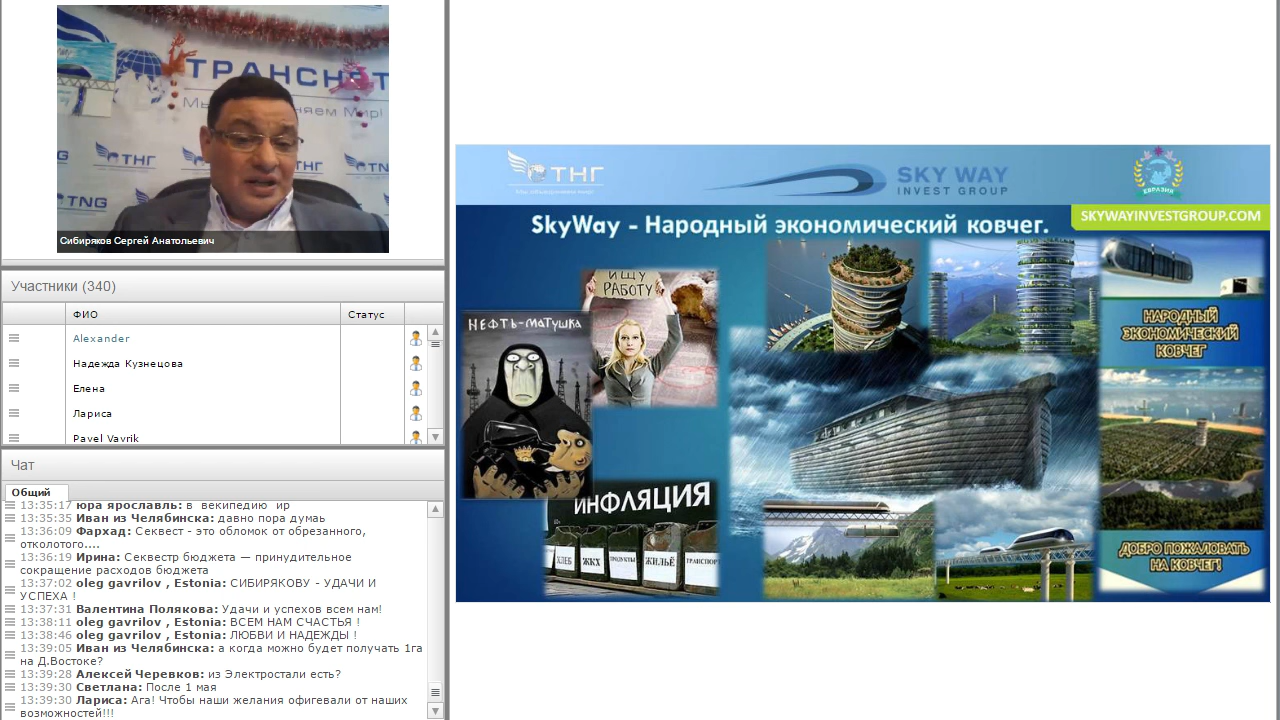 ТРАНСНЕТ
ТНГ
TNG
TNG
TNG
Сибиряков Сергей Анатольевич
Участники (340)
ФИО
Статус
Alexander
Надежда Кузнецова
Елена
Лариса
Pavel Vavrik
Чат
Общий
13:35:17 юра ярославль: в векипедию ир
13:35:35 Иван из Челябинска: давно пора думаь
13:36:09 Фархад: Секвест - это обломок от обрезанного,
отколотого....
13:36:19 Ирина: Секвестр бюджета — принудительное
сокращение расходов бюджета
13:37:02 oleg gavrilov , Estonia: СИБИРЯКОВУ - УДАЧИ И
УСПЕХА !
13:37:31 Валентина Полякова: Удачи и успехов всем нам!
13:38:11 oleg gavrilov , Estonia: ВСЕМ НАМ СЧАСТЬЯ !
13:38:46 oleg gavrilov , Estonia: ЛЮБВИ И НАДЕЖДЫ !
13:39:05 Иван из Челябинска: а когда можно будет получать 1га
на Д.Востоке?
13:39:28 Алексей Черевков: из Электростали есть?
13:39:30 Светлана: После 1 мая
13:39:30 Лариса: Ага! Чтобы наши желания офигевали от наших
возможностей!!!
ТНГ
SKY WAY
INVEST GROUP
ЕВРАЗИЯ
SKYWAYINVESTGROUP.COM
SkyWay - Народный экономический ковчег.
ИЩУ
РАБОТУ
НЕФТЬ-МАТУШКА
ИНФЛЯЦИЯ
ХЛЕБ
ЖКХ
ПРОДУКТЫ
ЖИЛЬЁ
ТРАНСПОРТ
НАРОДНЫЙ
ЭКОНОМИЧЕСКИЙ
КОВЧЕГ
ДОБРО ПОЖАЛОВАТЬ
НА КОВЧЕГ!